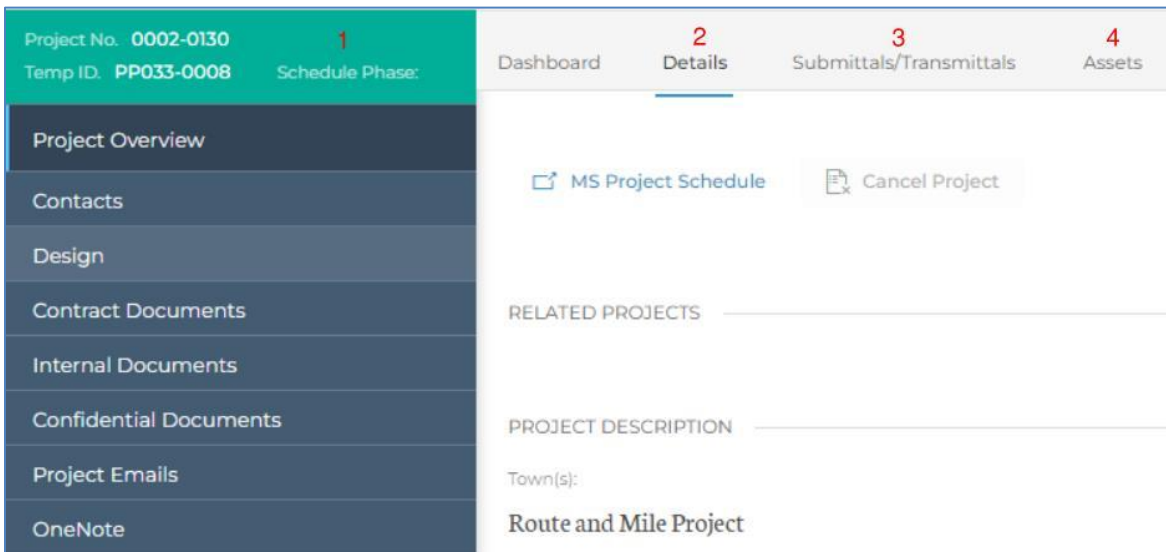 Project No. 0002-0130 1
Temp ID. PP033-0008 Schedule Phase:
2 3 4
Dashboard Details Submittals/Transmittals Assets
Project Overview
Contacts
Design
Contract Documents
Internal Documents
Confidential Documents
Project Emails
OneNote
MS Project Schedule Cancel Project
RELATED PROJECTS
PROJECT DESCRIPTION
Town(s):
Route and Mile Project